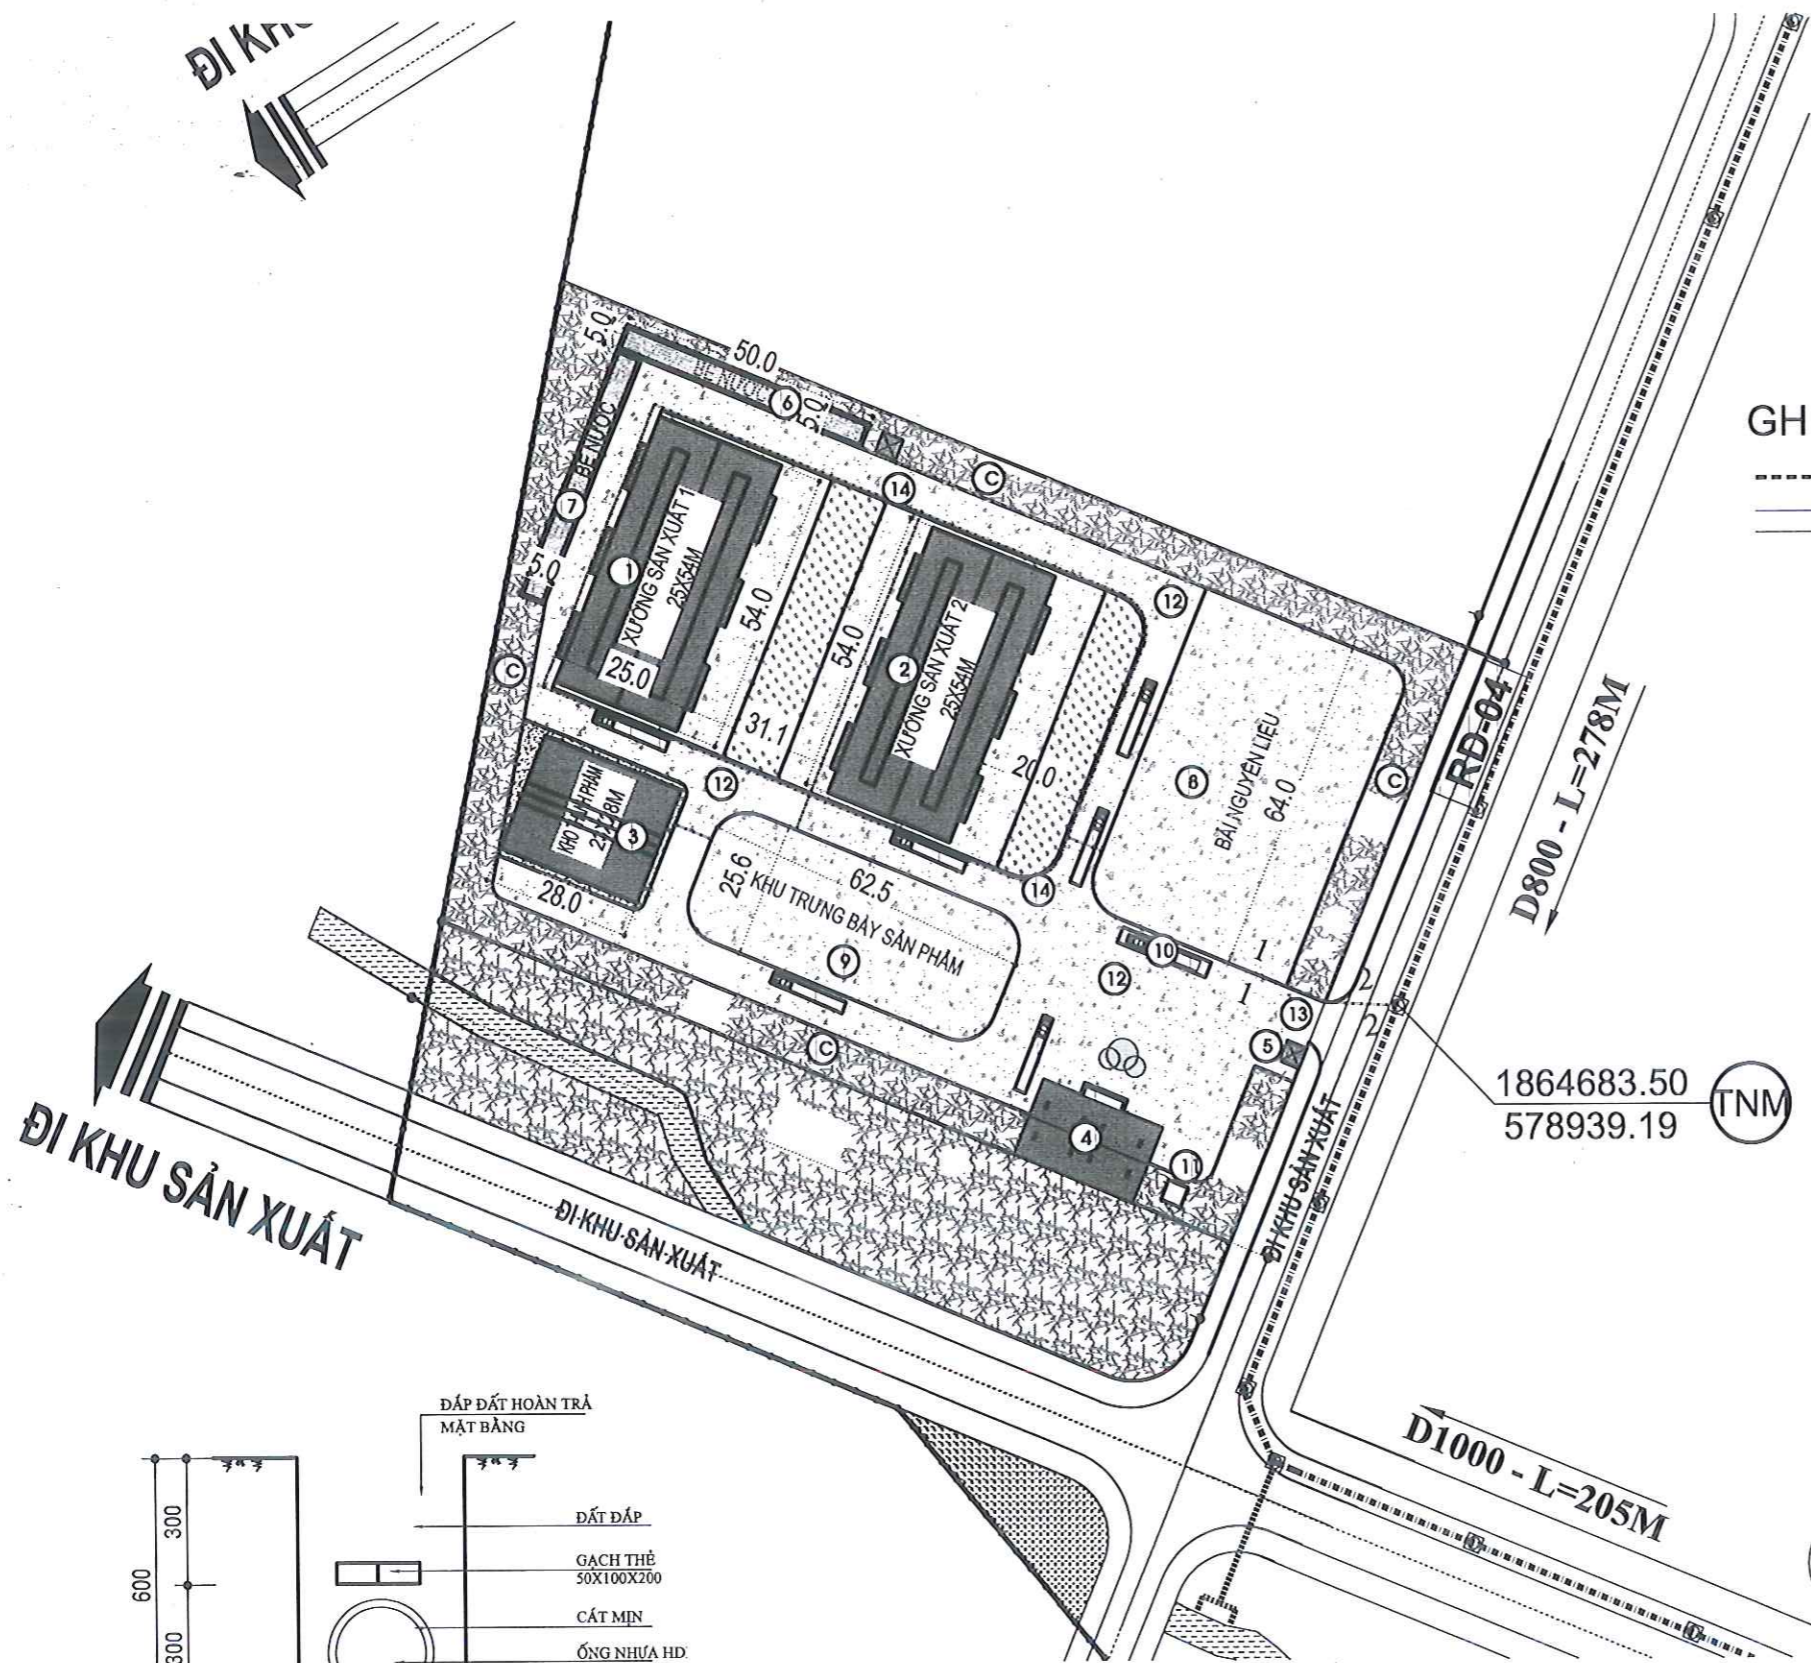 5.0
50.0
6
5.0
BỂ NƯỚC
7
14
C
GH
1
XƯỞNG SẢN XUẤT 1
25X54M
5.0
54.0
25.0
C
31.1
54.0
2
XƯỞNG SẢN XUẤT 2
25X54M
20.0
12
8
BÃI NGUYÊN LIỆU
64.0
C
RD-04
D800 - L=278M
12
3
28.0
25.6
62.5
KHU TRƯNG BÀY SẢN PHẨM
9
14
10
12
1
1
2
2
13
5
C
4
11
1864683.50
578939.19
TNM
ĐI KHU SẢN XUẤT
ĐI KHU SẢN XUẤT
ĐI KHU SẢN XUẤT
D1000 - L=205M
ĐẮP ĐẤT HOÀN TRẢ
MẶT BẰNG
300
600
ĐẤT ĐẮP
GẠCH THẺ
50X100X200
CÁT MỊN
300
ỐNG NHỰA HD